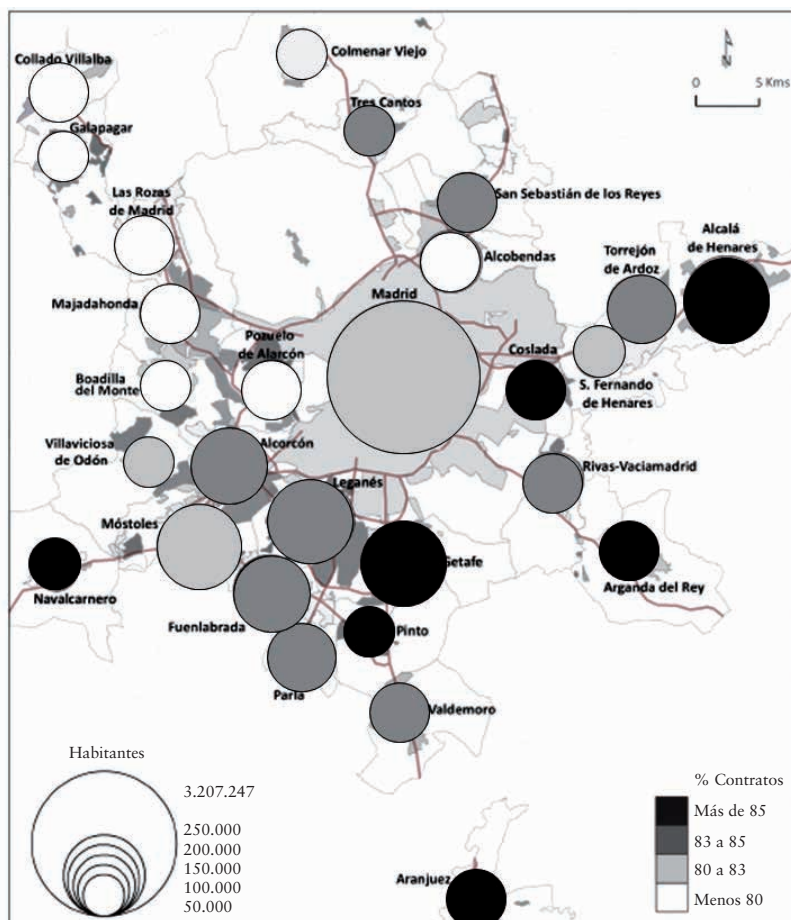 Colmenar Viejo
Collado Villalba
N
0 5 Kms
Tres Cantos
Galapagar
Las Rozas
de Madrid
San Sebastián de los Reyes
Alcobendas
Torrejón
de Ardoz
Alcalá
de Henares
Madrid
Majadahonda
Pozuelo
de Alarcón
Coslada
Boadilla
del Monte
S. Fernando
de Henares
Villaviciosa
de Odón
Alcorcón
Rivas-Vaciamadrid
Leganés
Móstoles
Getafe
Arganda del Rey
Navalcarnero
Fuenlabrada
Pinto
Parla
Valdemoro
Habitantes
3.207.247
250.000
200.000
150.000
100.000
50.000
% Contratos
Más de 85
83 a 85
80 a 83
Menos 80
Aranjuez